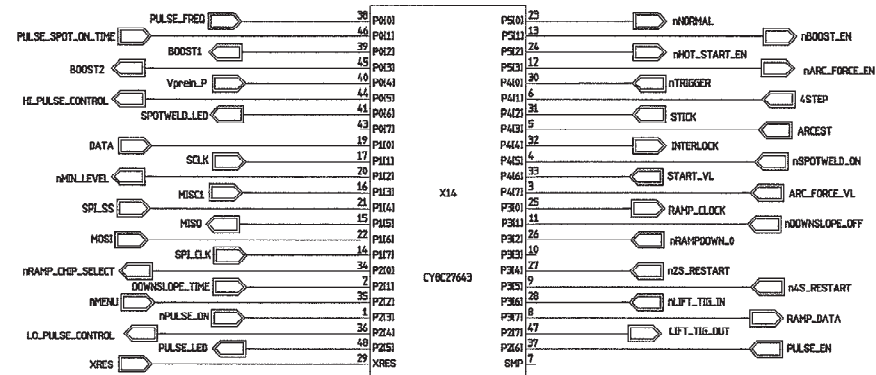 PULSE_FREQ 38 P0[0]
PULSE_SPOT_ON_TIME 46 P0[1]
BOOST1 39 P0[2]
BOOST2 45 P0[3]
Vprein_P 40 P0[4]
HI_PULSE_CONTROL 44 P0[5]
SPOTWELD_LED 41 P0[6]
43 P0[7]
DATA 19 P1[0]
SCLK 17 P1[1]
nMIN_LEVEL 20 P1[2]
MISC1 16 P1[3]
SPI_SS 21 P1[4]
MISO 15 P1[5]
MOSI 22 P1[6]
SPI_CLK 14 P1[7]
nRAMP_CHIP_SELECT 34 P2[0]
DOWNSLOPE_TIME 2 P2[1]
nMENU 35 P2[2]
nPULSE_ON 1 P2[3]
LO_PULSE_CONTROL 36 P2[4]
PULSE_LED 48 P2[5]
XRES 29 XRES
X14
CY8C27643
P5[0] 23 nNORMAL
P5[1] 13 nBOOST_EN
P5[2] 24 nHOT_START_EN
P5[3] 12 nARC_FORCE_EN
P4[0] 30 nTRIGGER
P4[1] 6 4STEP
P4[2] 31 STICK
P4[3] 5 ARCEST
P4[4] 32 INTERLOCK
P4[5] 4 nSPOTWELD_ON
P4[6] 33 START_VL
P4[7] 3 ARC_FORCE_VL
P3[0] 25 RAMP_CLOCK
P3[1] 11 nDOWNSLOPE_OFF
P3[2] 26 nRAMPDOWN_0
P3[3] 10
P3[4] 27 n2S_RESTART
P3[5] 9 n4S_RESTART
P3[6] 28 nLIFT_TIG_IN
P3[7] 8 RAMP_DATA
P2[7] 47 LIFT_TIG_OUT
P2[6] 37 PULSE_EN
SMP 7